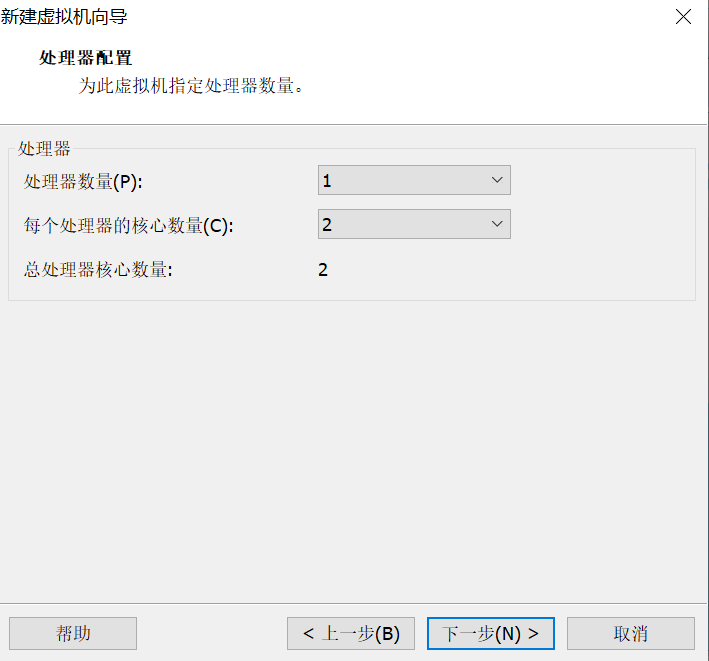 新建虚拟机向导
处理器配置
为此虚拟机指定处理器数量。
处理器
处理器数量(P): 1
每个处理器的核心数量(C): 2
总处理器核心数量: 2
帮助 < 上一步(B) 下一步(N) > 取消